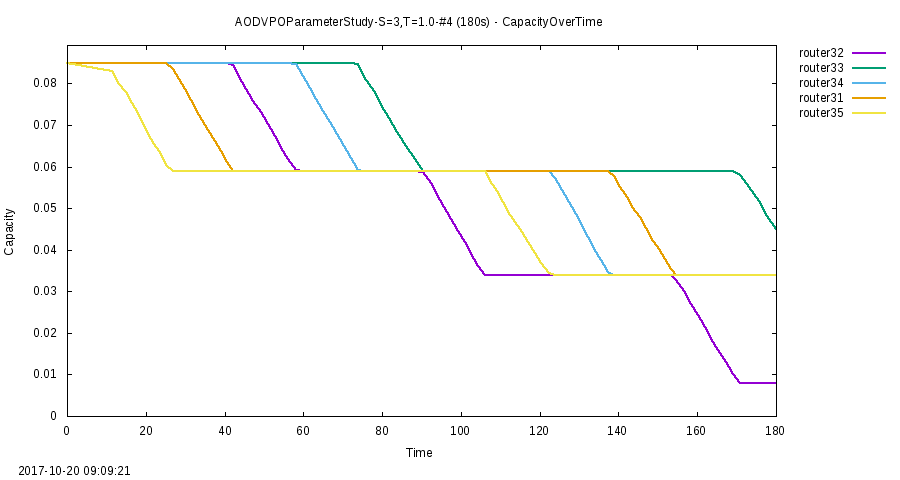 AODVPOParameterStudy-S=3,T=1.0-#4 (180s) - CapacityOverTime
router32
router33
router34
router31
router35
0.08
0.07
0.06
0.05
0.04
0.03
0.02
0.01
0
Capacity
0 20 40 60 80 100 120 140 160 180
Time
2017-10-20 09:09:21